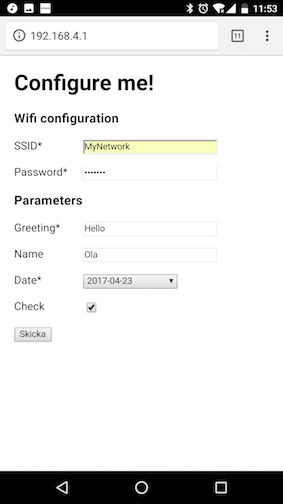 11:53
192.168.4.1
11
Configure me!
Wifi configuration
SSID* MyNetwork
Password* •••••••
Parameters
Greeting* Hello
Name Ola
Date* 2017-04-23
Check
Skicka